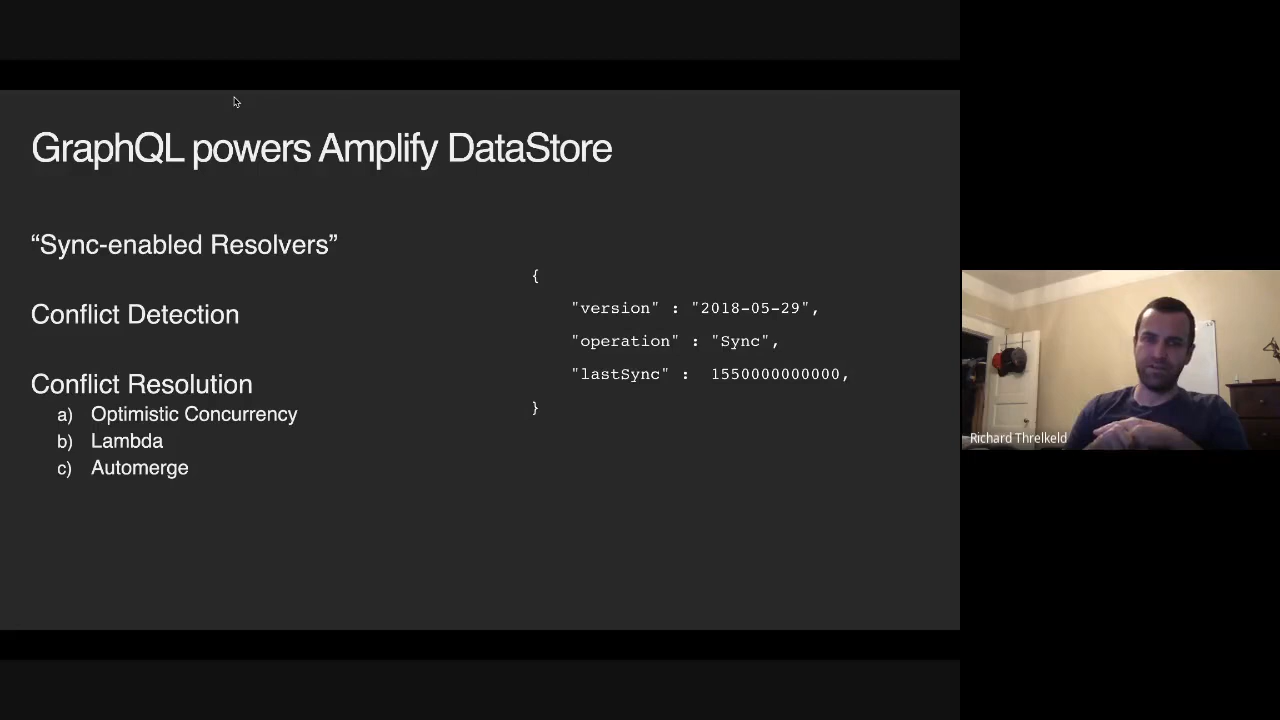 GraphQL powers Amplify DataStore
“Sync-enabled Resolvers”
Conflict Detection
Conflict Resolution
a) Optimistic Concurrency
b) Lambda
c) Automerge
{
"version" : "2018-05-29",
"operation" : "Sync",
"lastSync" : 1550000000000,
}
Richard Threlkeld